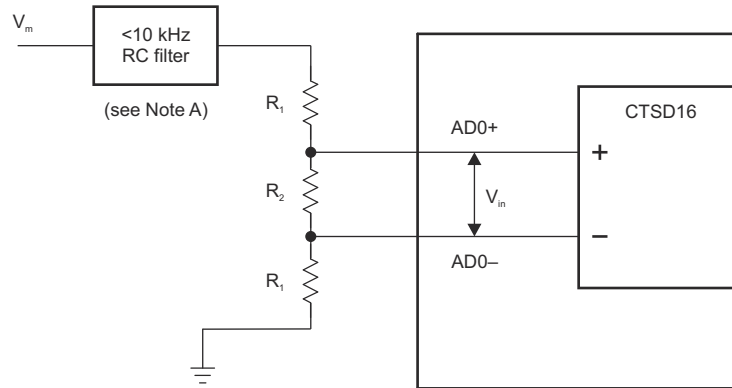 Vₘ
<10 kHz
RC filter
(see Note A)
R₁
AD0+
CTSD16
+
R₂
Vᵢₙ
−
AD0−
R₁